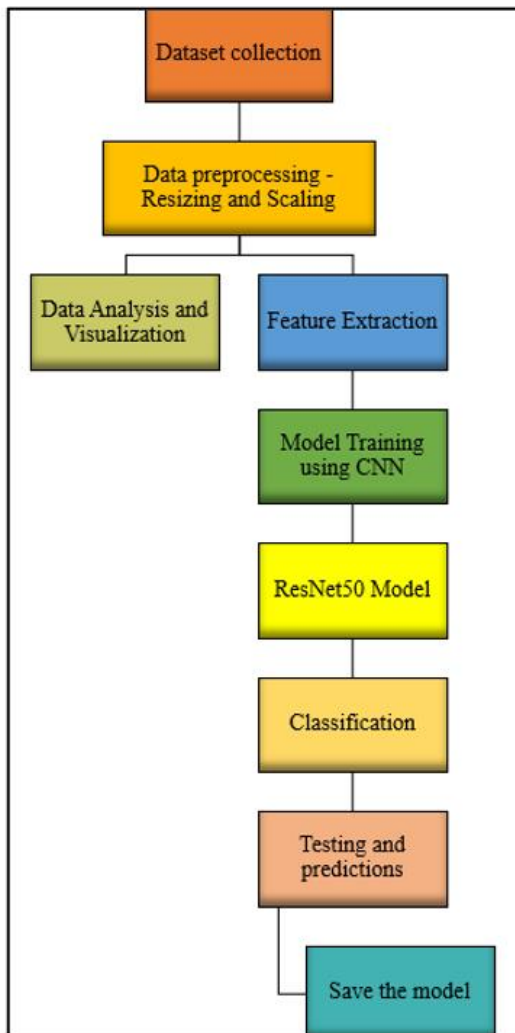 Dataset collection
Data preprocessing -
Resizing and Scaling
Data Analysis and
Visualization
Feature Extraction
Model Training
using CNN
ResNet50 Model
Classification
Testing and
predictions
Save the model